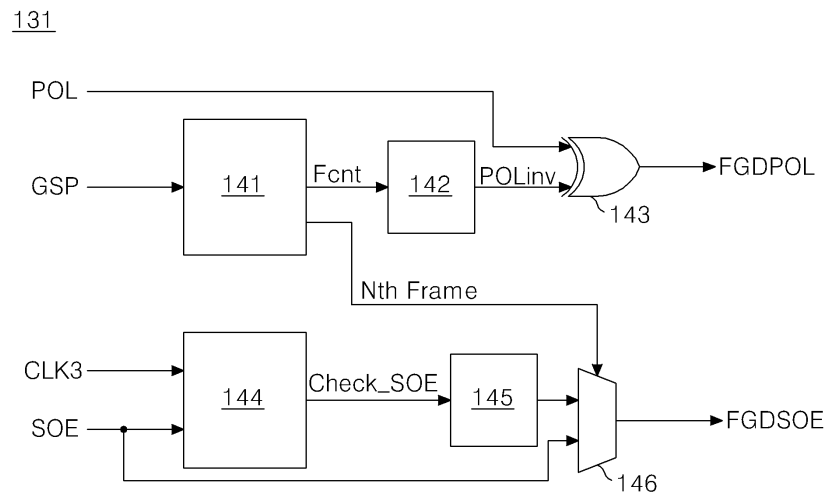 131
POL
GSP
141
Fcnt
142
POLinv
143
FGDPOL
Nth Frame
CLK3
SOE
144
Check_SOE
145
146
FGDSOE